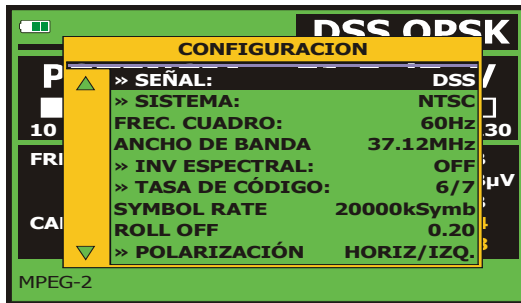 DSS QPSK
CONFIGURACION
» SEÑAL: DSS
» SISTEMA: NTSC
FREC. CUADRO: 60Hz
ANCHO DE BANDA 37.12MHz
» INV ESPECTRAL: OFF
» TASA DE CÓDIGO: 6/7
SYMBOL RATE 20000kSymb
ROLL OFF 0.20
» POLARIZACIÓN HORIZ/IZQ.
10
30
µV
MPEG-2